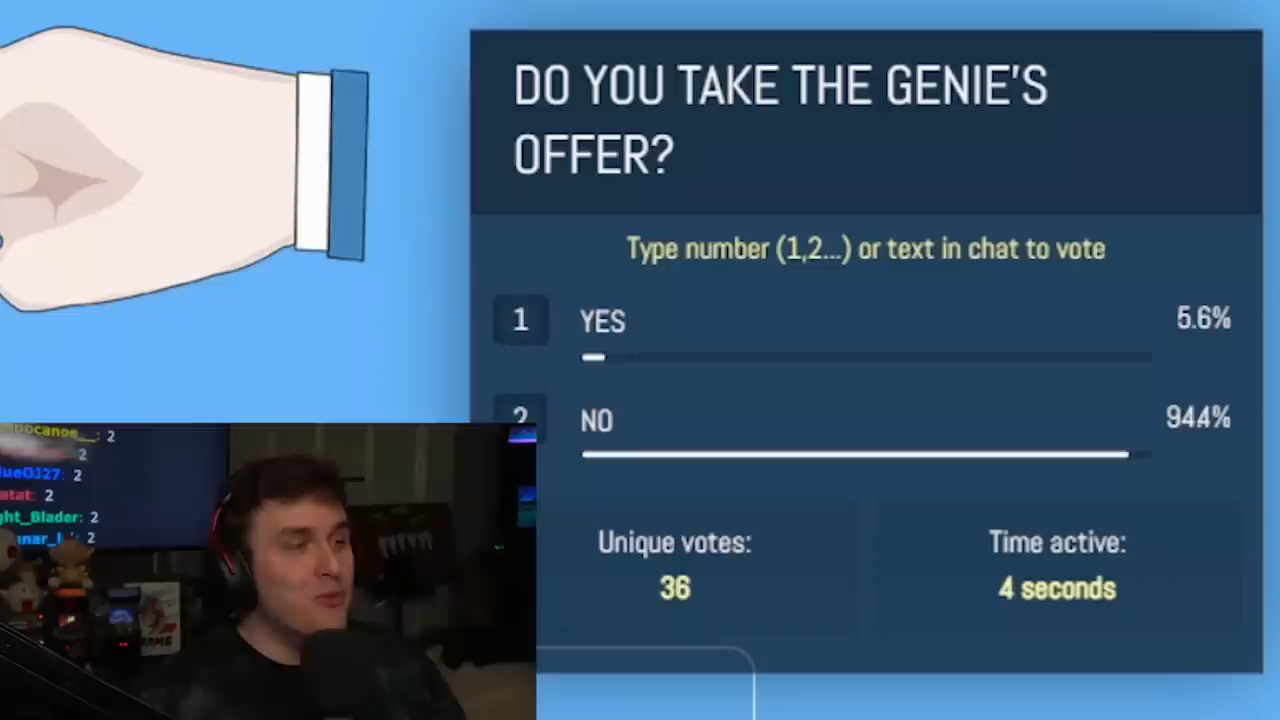 DO YOU TAKE THE GENIE'S
OFFER?
Type number (1,2...) or text in chat to vote
1 YES 5.6%
2 NO 94.4%
Unique votes: Time active:
36 4 seconds
: 2
2
2
2
ght_Blader: 2
2